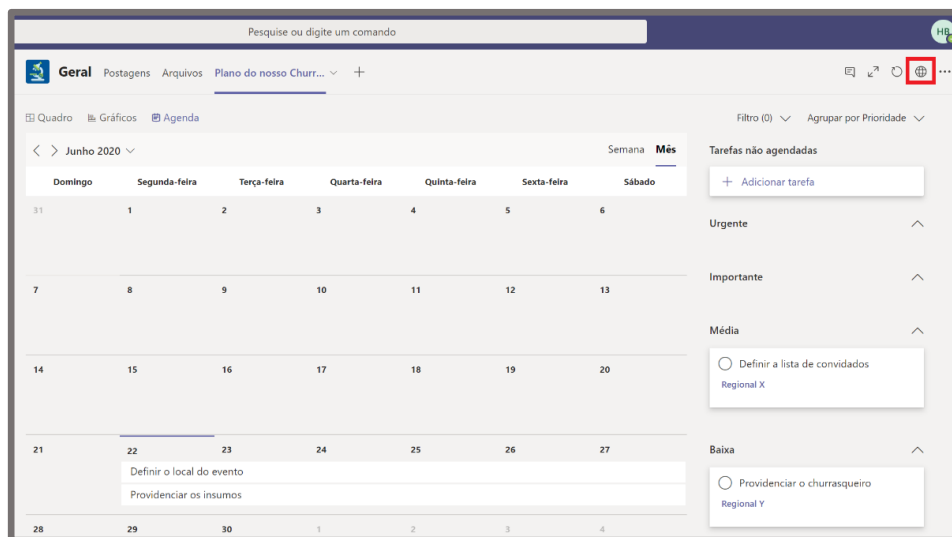 Pesquise ou digite um comando
HB
Geral Postagens Arquivos Plano do nosso Churr...
Quadro Gráficos Agenda
Filtro (0) Agrupar por Prioridade
Junho 2020
Semana Mês
Tarefas não agendadas
Domingo Segunda-feira Terça-feira Quarta-feira Quinta-feira Sexta-feira Sábado
+ Adicionar tarefa
31 1 2 3 4 5 6
Urgente
Importante
7 8 9 10 11 12 13
Média
14 15 16 17 18 19 20
Definir a lista de convidados
Regional X
21 22 23 24 25 26 27
Baixa
Definir o local do evento
Providenciar os insumos
Providenciar o churrasqueiro
Regional Y
28 29 30 1 2 3 4